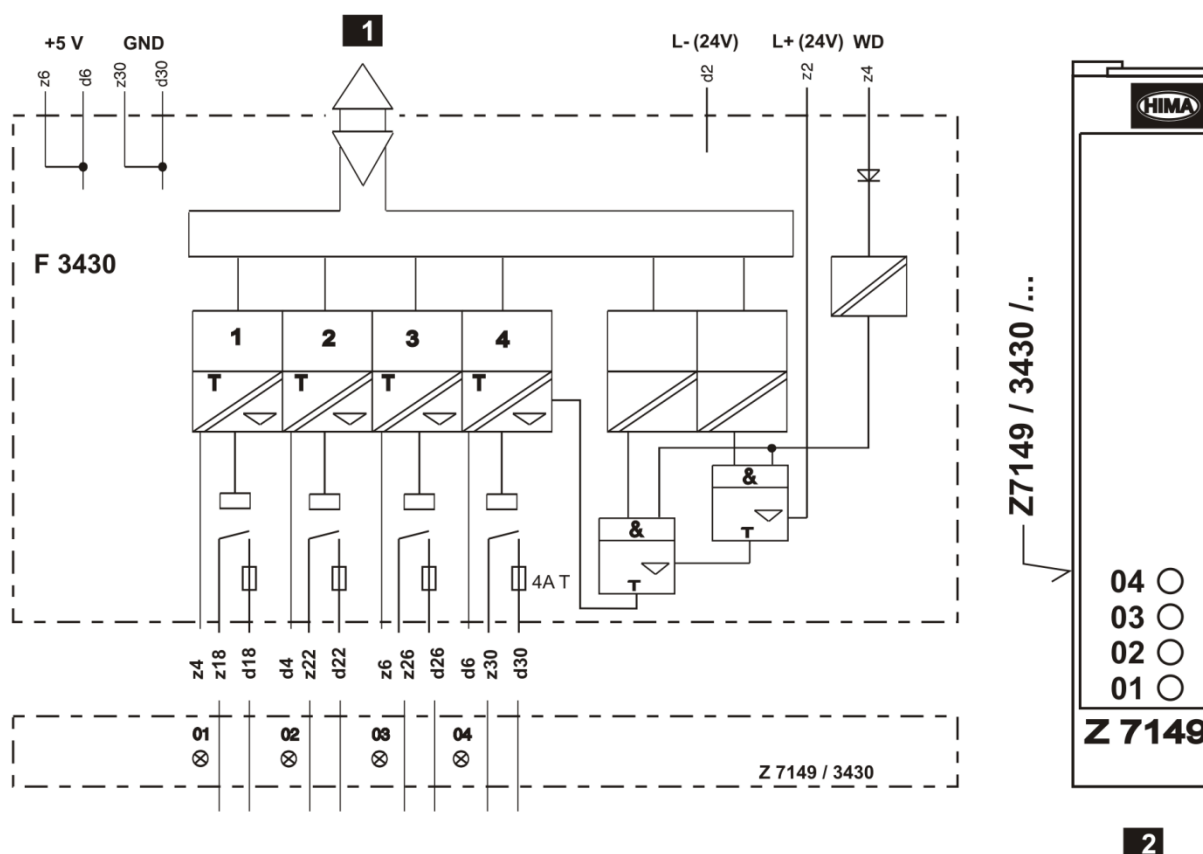 1
+5 V GND L- (24V) L+ (24V) WD
z6 d6 z30 d30 d2 z2 z4
HIMA
F 3430
1 2 3 4
T T T T
&
T
&
T
4A T
z4 z18 d18 d4 z22 d22 z6 z26 d26 d6 z30 d30
01 02 03 04
Z 7149 / 3430
Z7149 / 3430 /...
04
03
02
01
Z 7149
2